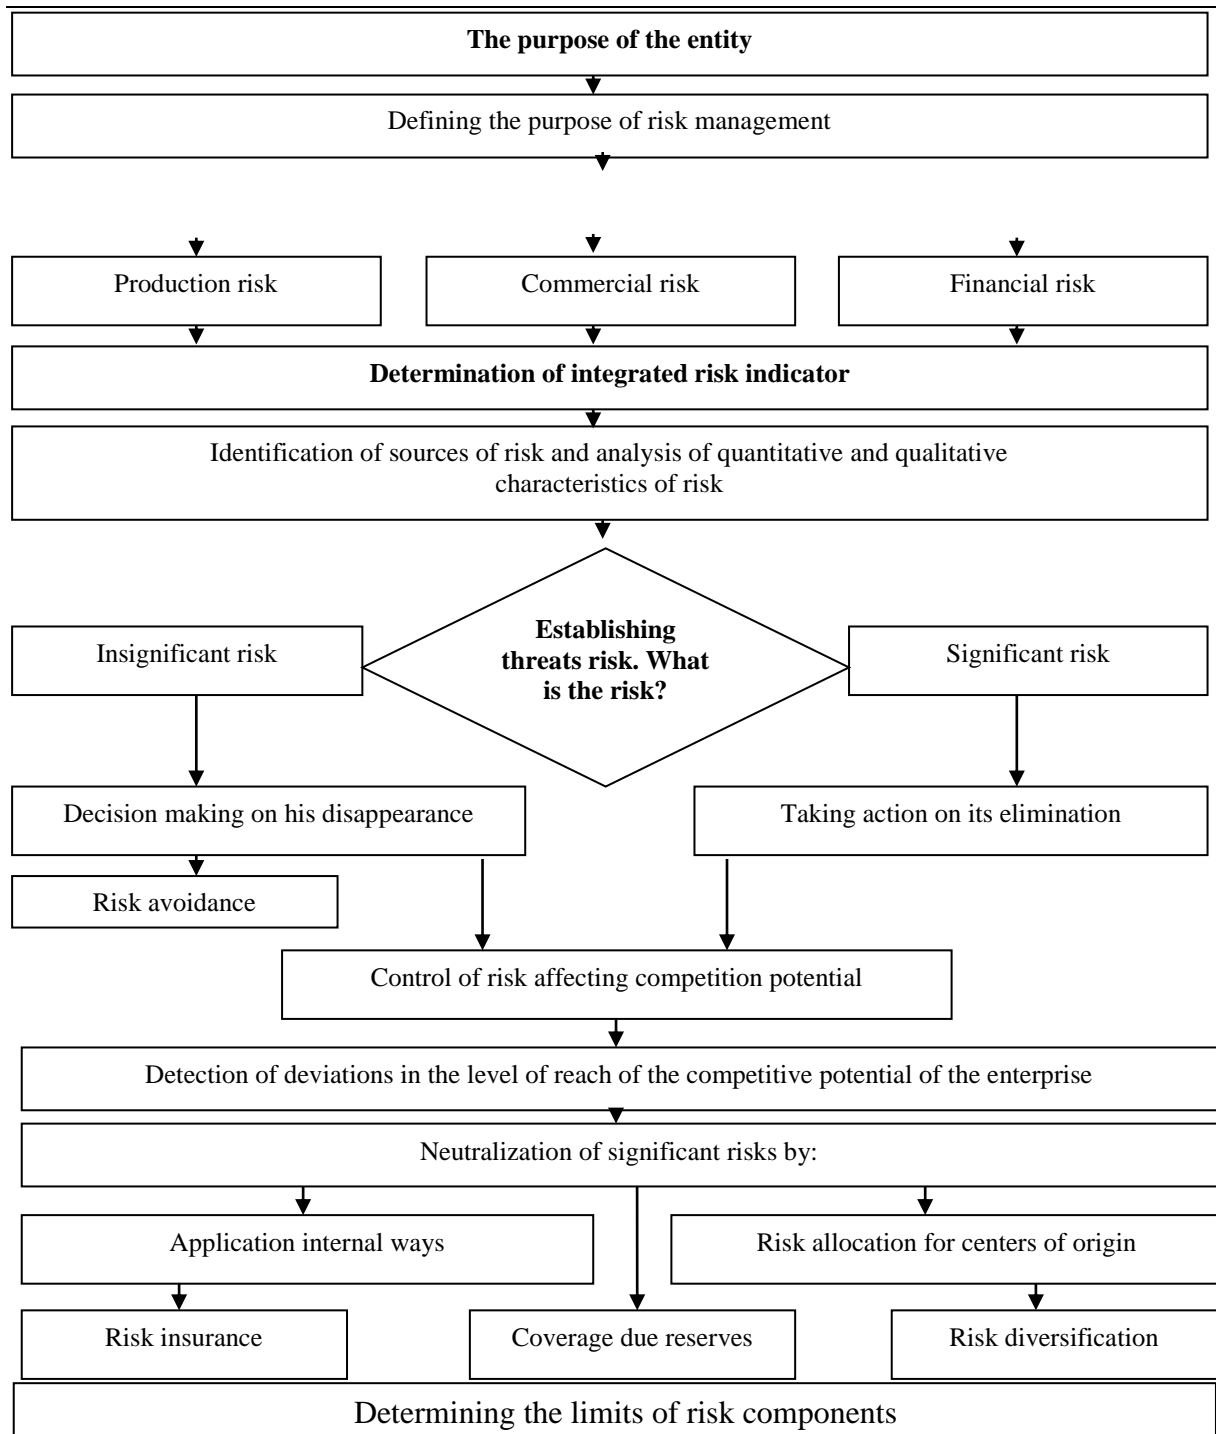 The purpose of the entity
Defining the purpose of risk management
Production risk
Commercial risk
Financial risk
Determination of integrated risk indicator
Identification of sources of risk and analysis of quantitative and qualitative
characteristics of risk
Insignificant risk
Establishing
threats risk. What
is the risk?
Significant risk
Decision making on his disappearance
Taking action on its elimination
Risk avoidance
Control of risk affecting competition potential
Detection of deviations in the level of reach of the competitive potential of the enterprise
Neutralization of significant risks by:
Application internal ways
Risk allocation for centers of origin
Risk insurance
Coverage due reserves
Risk diversification
Determining the limits of risk components